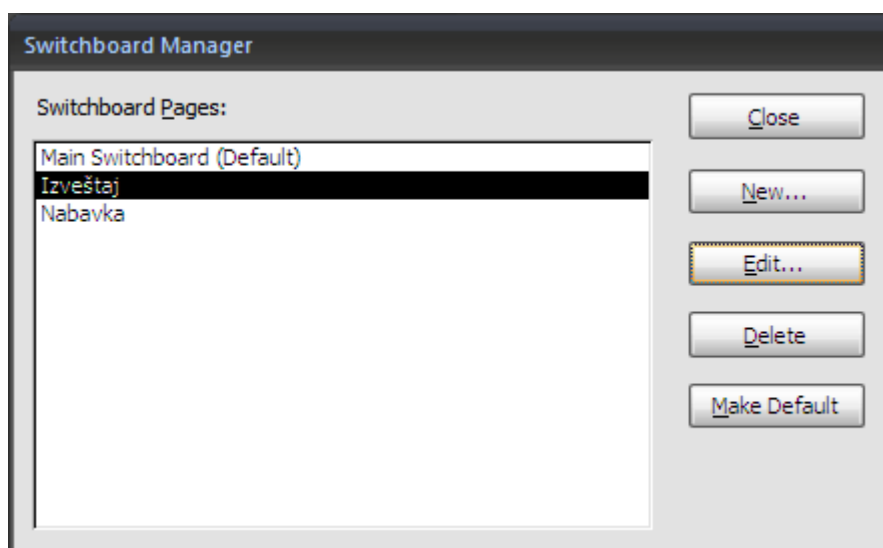 Switchboard Manager
Switchboard Pages:
Main Switchboard (Default)
Izveštaj
Nabavka
Close
New...
Edit...
Delete
Make Default